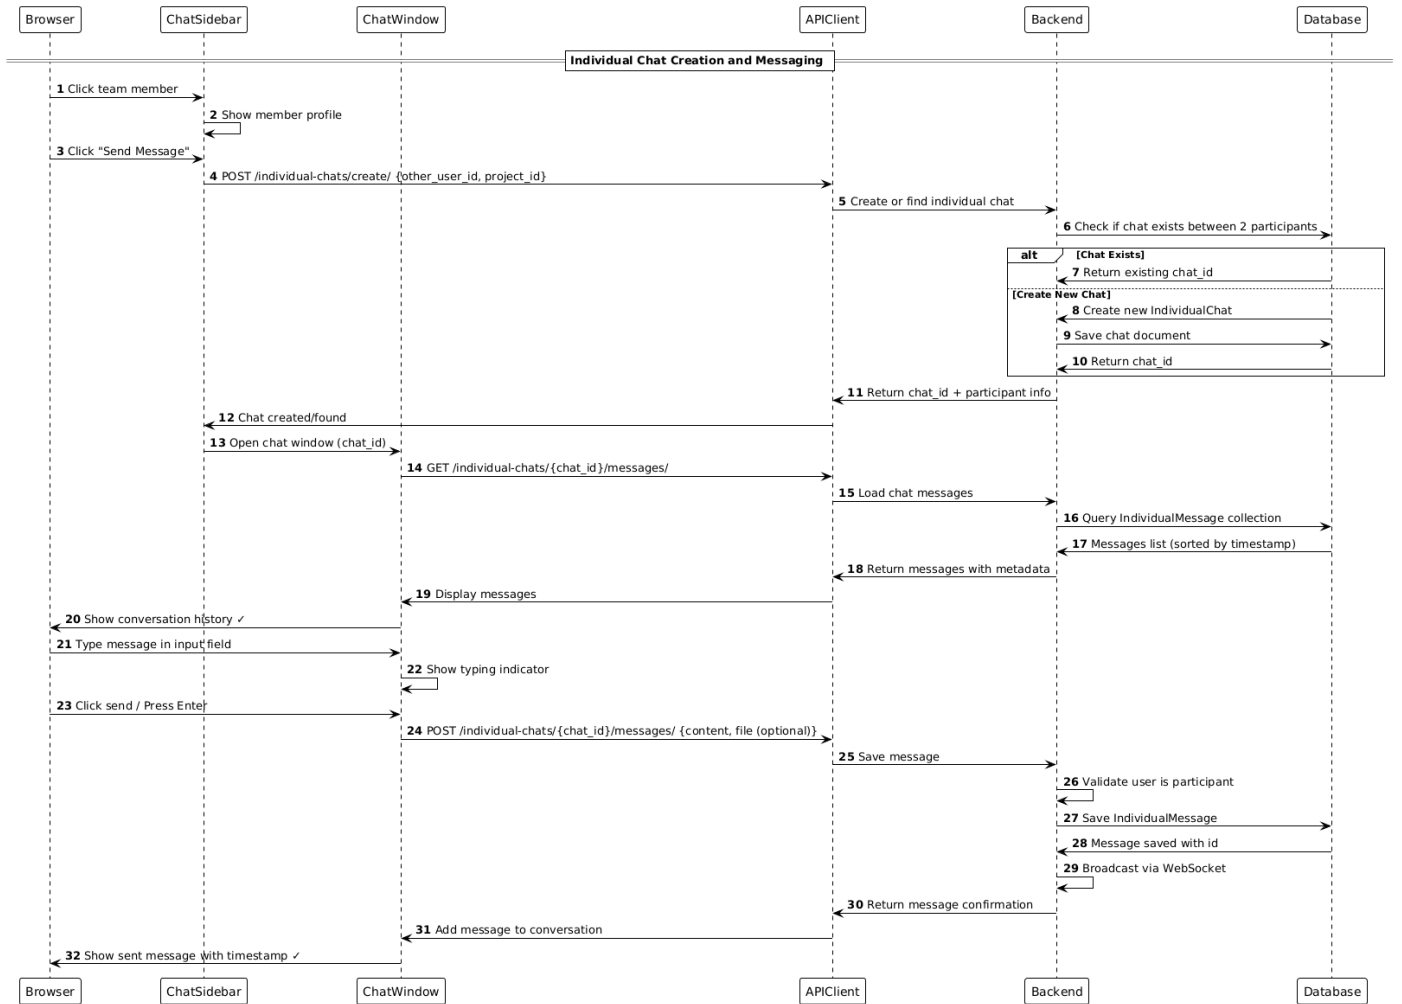 Browser ChatSidebar ChatWindow APIClient Backend Database
Individual Chat Creation and Messaging
1 Click team member
2 Show member profile
3 Click "Send Message"
4 POST /individual-chats/create/ {other_user_id, project_id}
5 Create or find individual chat
6 Check if chat exists between 2 participants
alt [Chat Exists]
7 Return existing chat_id
[Create New Chat]
8 Create new IndividualChat
9 Save chat document
10 Return chat_id
11 Return chat_id + participant info
12 Chat created/found
13 Open chat window (chat_id)
14 GET /individual-chats/{chat_id}/messages/
15 Load chat messages
16 Query IndividualMessage collection
17 Messages list (sorted by timestamp)
18 Return messages with metadata
19 Display messages
20 Show conversation history ✓
21 Type message in input field
22 Show typing indicator
23 Click send / Press Enter
24 POST /individual-chats/{chat_id}/messages/ {content, file (optional)}
25 Save message
26 Validate user is participant
27 Save IndividualMessage
28 Message saved with id
29 Broadcast via WebSocket
30 Return message confirmation
31 Add message to conversation
32 Show sent message with timestamp ✓
Browser ChatSidebar ChatWindow APIClient Backend Database